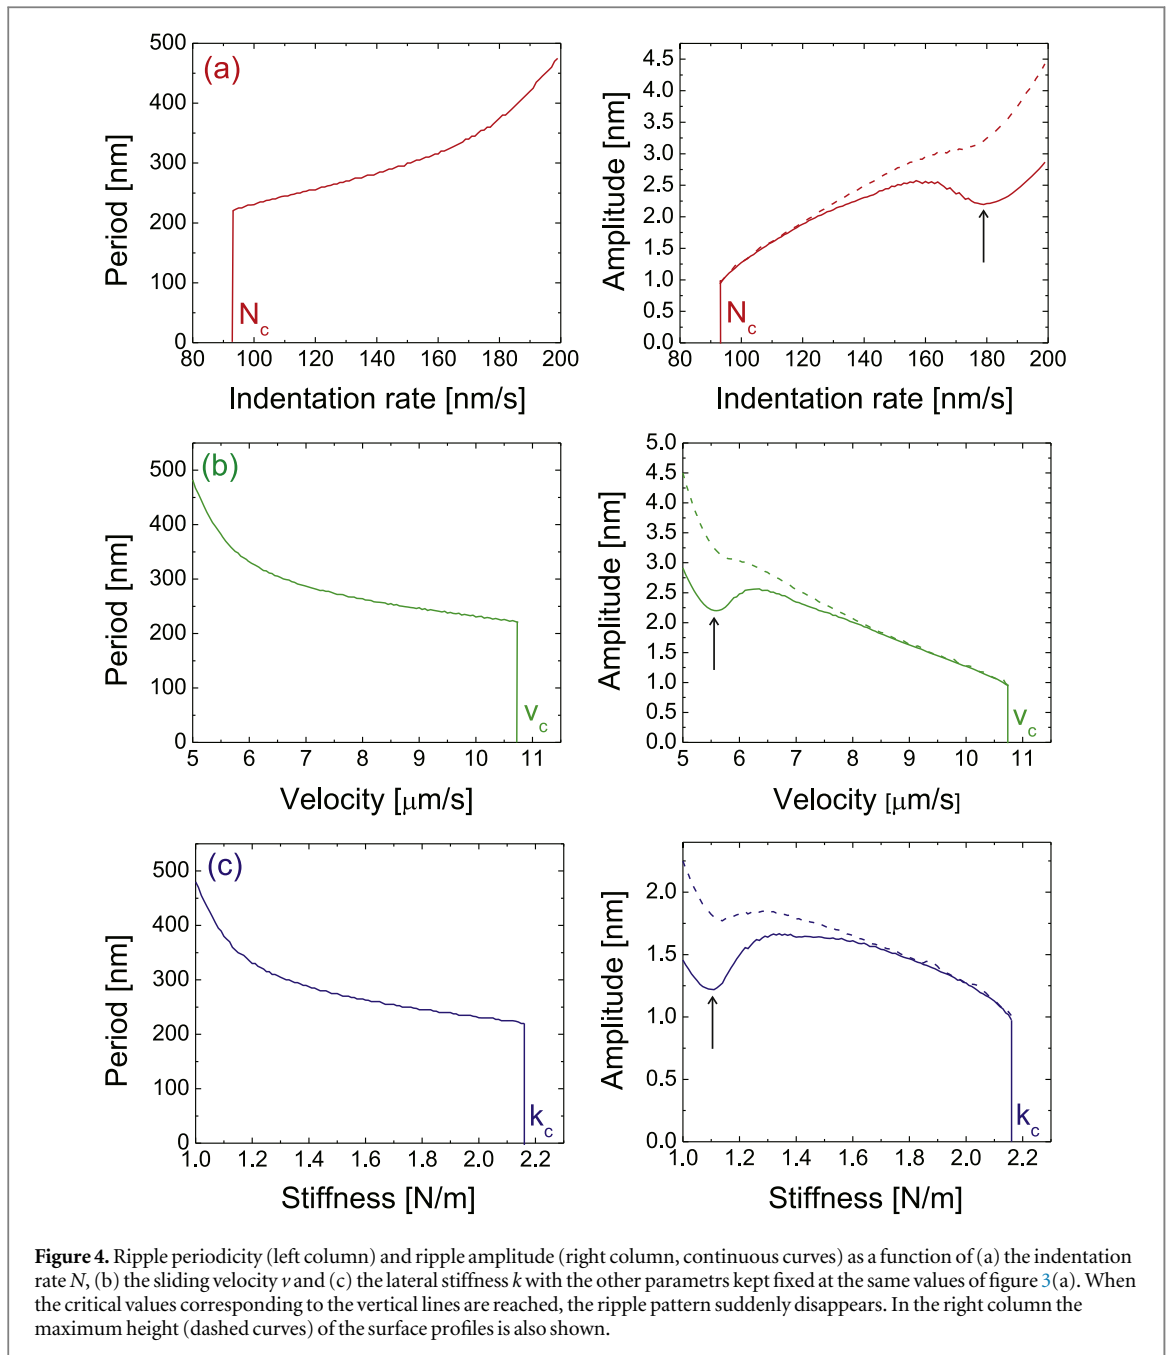 500
400
300
200
100
0
(a)
Period [nm]
N_c
80 100 120 140 160 180 200
Indentation rate [nm/s]
4.5
4.0
3.5
3.0
2.5
2.0
1.5
1.0
0.5
0.0
Amplitude [nm]
N_c
80 100 120 140 160 180 200
Indentation rate [nm/s]
500
400
300
200
100
0
(b)
Period [nm]
v_c
5 6 7 8 9 10 11
Velocity [μm/s]
5.0
4.5
4.0
3.5
3.0
2.5
2.0
1.5
1.0
0.5
0.0
Amplitude [nm]
v_c
5 6 7 8 9 10 11
Velocity [μm/s]
500
400
300
200
100
0
(c)
Period [nm]
k_c
1.0 1.2 1.4 1.6 1.8 2.0 2.2
Stiffness [N/m]
2.0
1.5
1.0
0.5
0.0
Amplitude [nm]
k_c
1.0 1.2 1.4 1.6 1.8 2.0 2.2
Stiffness [N/m]
Figure 4. Ripple periodicity (left column) and ripple amplitude (right column, continuous curves) as a function of (a) the indentation
rate N, (b) the sliding velocity v and (c) the lateral stiffness k with the other parametrs kept fixed at the same values of figure 3(a). When
the critical values corresponding to the vertical lines are reached, the ripple pattern suddenly disappears. In the right column the
maximum height (dashed curves) of the surface profiles is also shown.